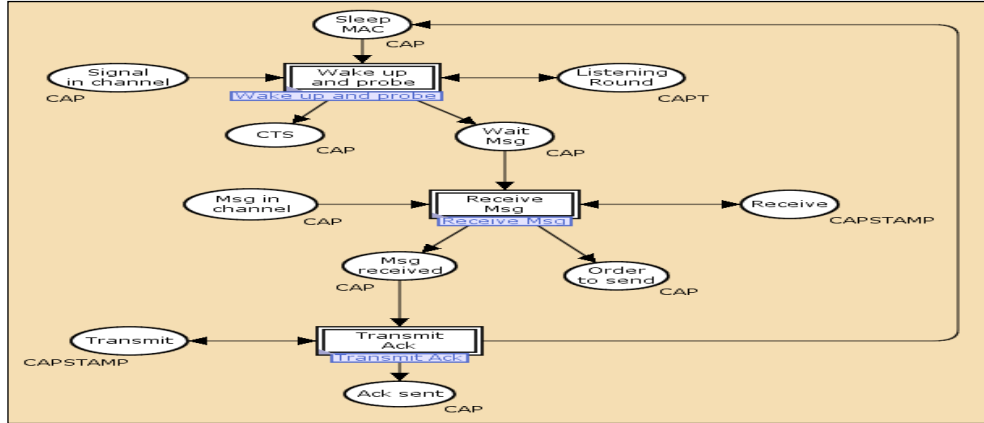 Sleep
MAC
CAP
Signal
in channel
CAP
Wake up
and probe
Wake up and probe
Listening
Round
CAPT
CTS
CAP
Wait
Msg
CAP
Msg in
channel
CAP
Receive
Msg
Receive Msg
Receive
CAPSTAMP
Msg
received
CAP
Order
to send
CAP
Transmit
CAPSTAMP
Transmit
Ack
Transmit Ack
Ack sent
CAP